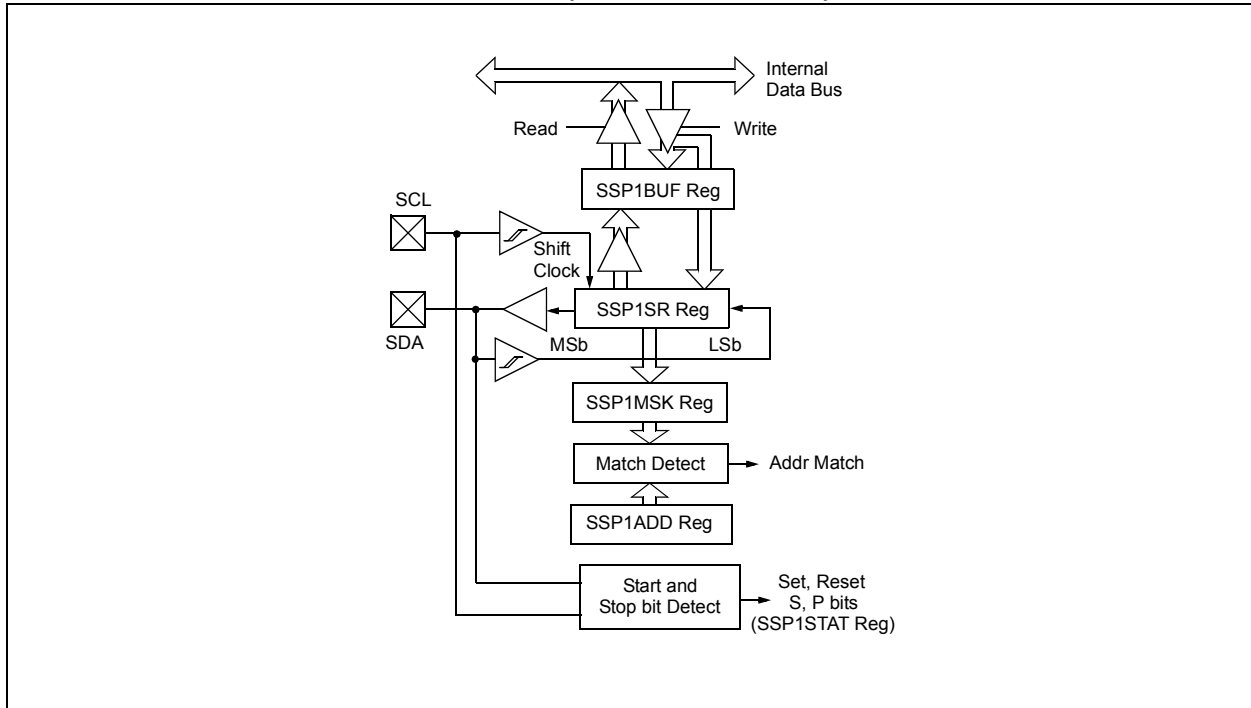 Internal
Data Bus
Read
Write
SSP1BUF Reg
SCL
Shift
Clock
SSP1SR Reg
SDA
MSb
LSb
SSP1MSK Reg
Match Detect
Addr Match
SSP1ADD Reg
Start and
Stop bit Detect
Set, Reset
S, P bits
(SSP1STAT Reg)